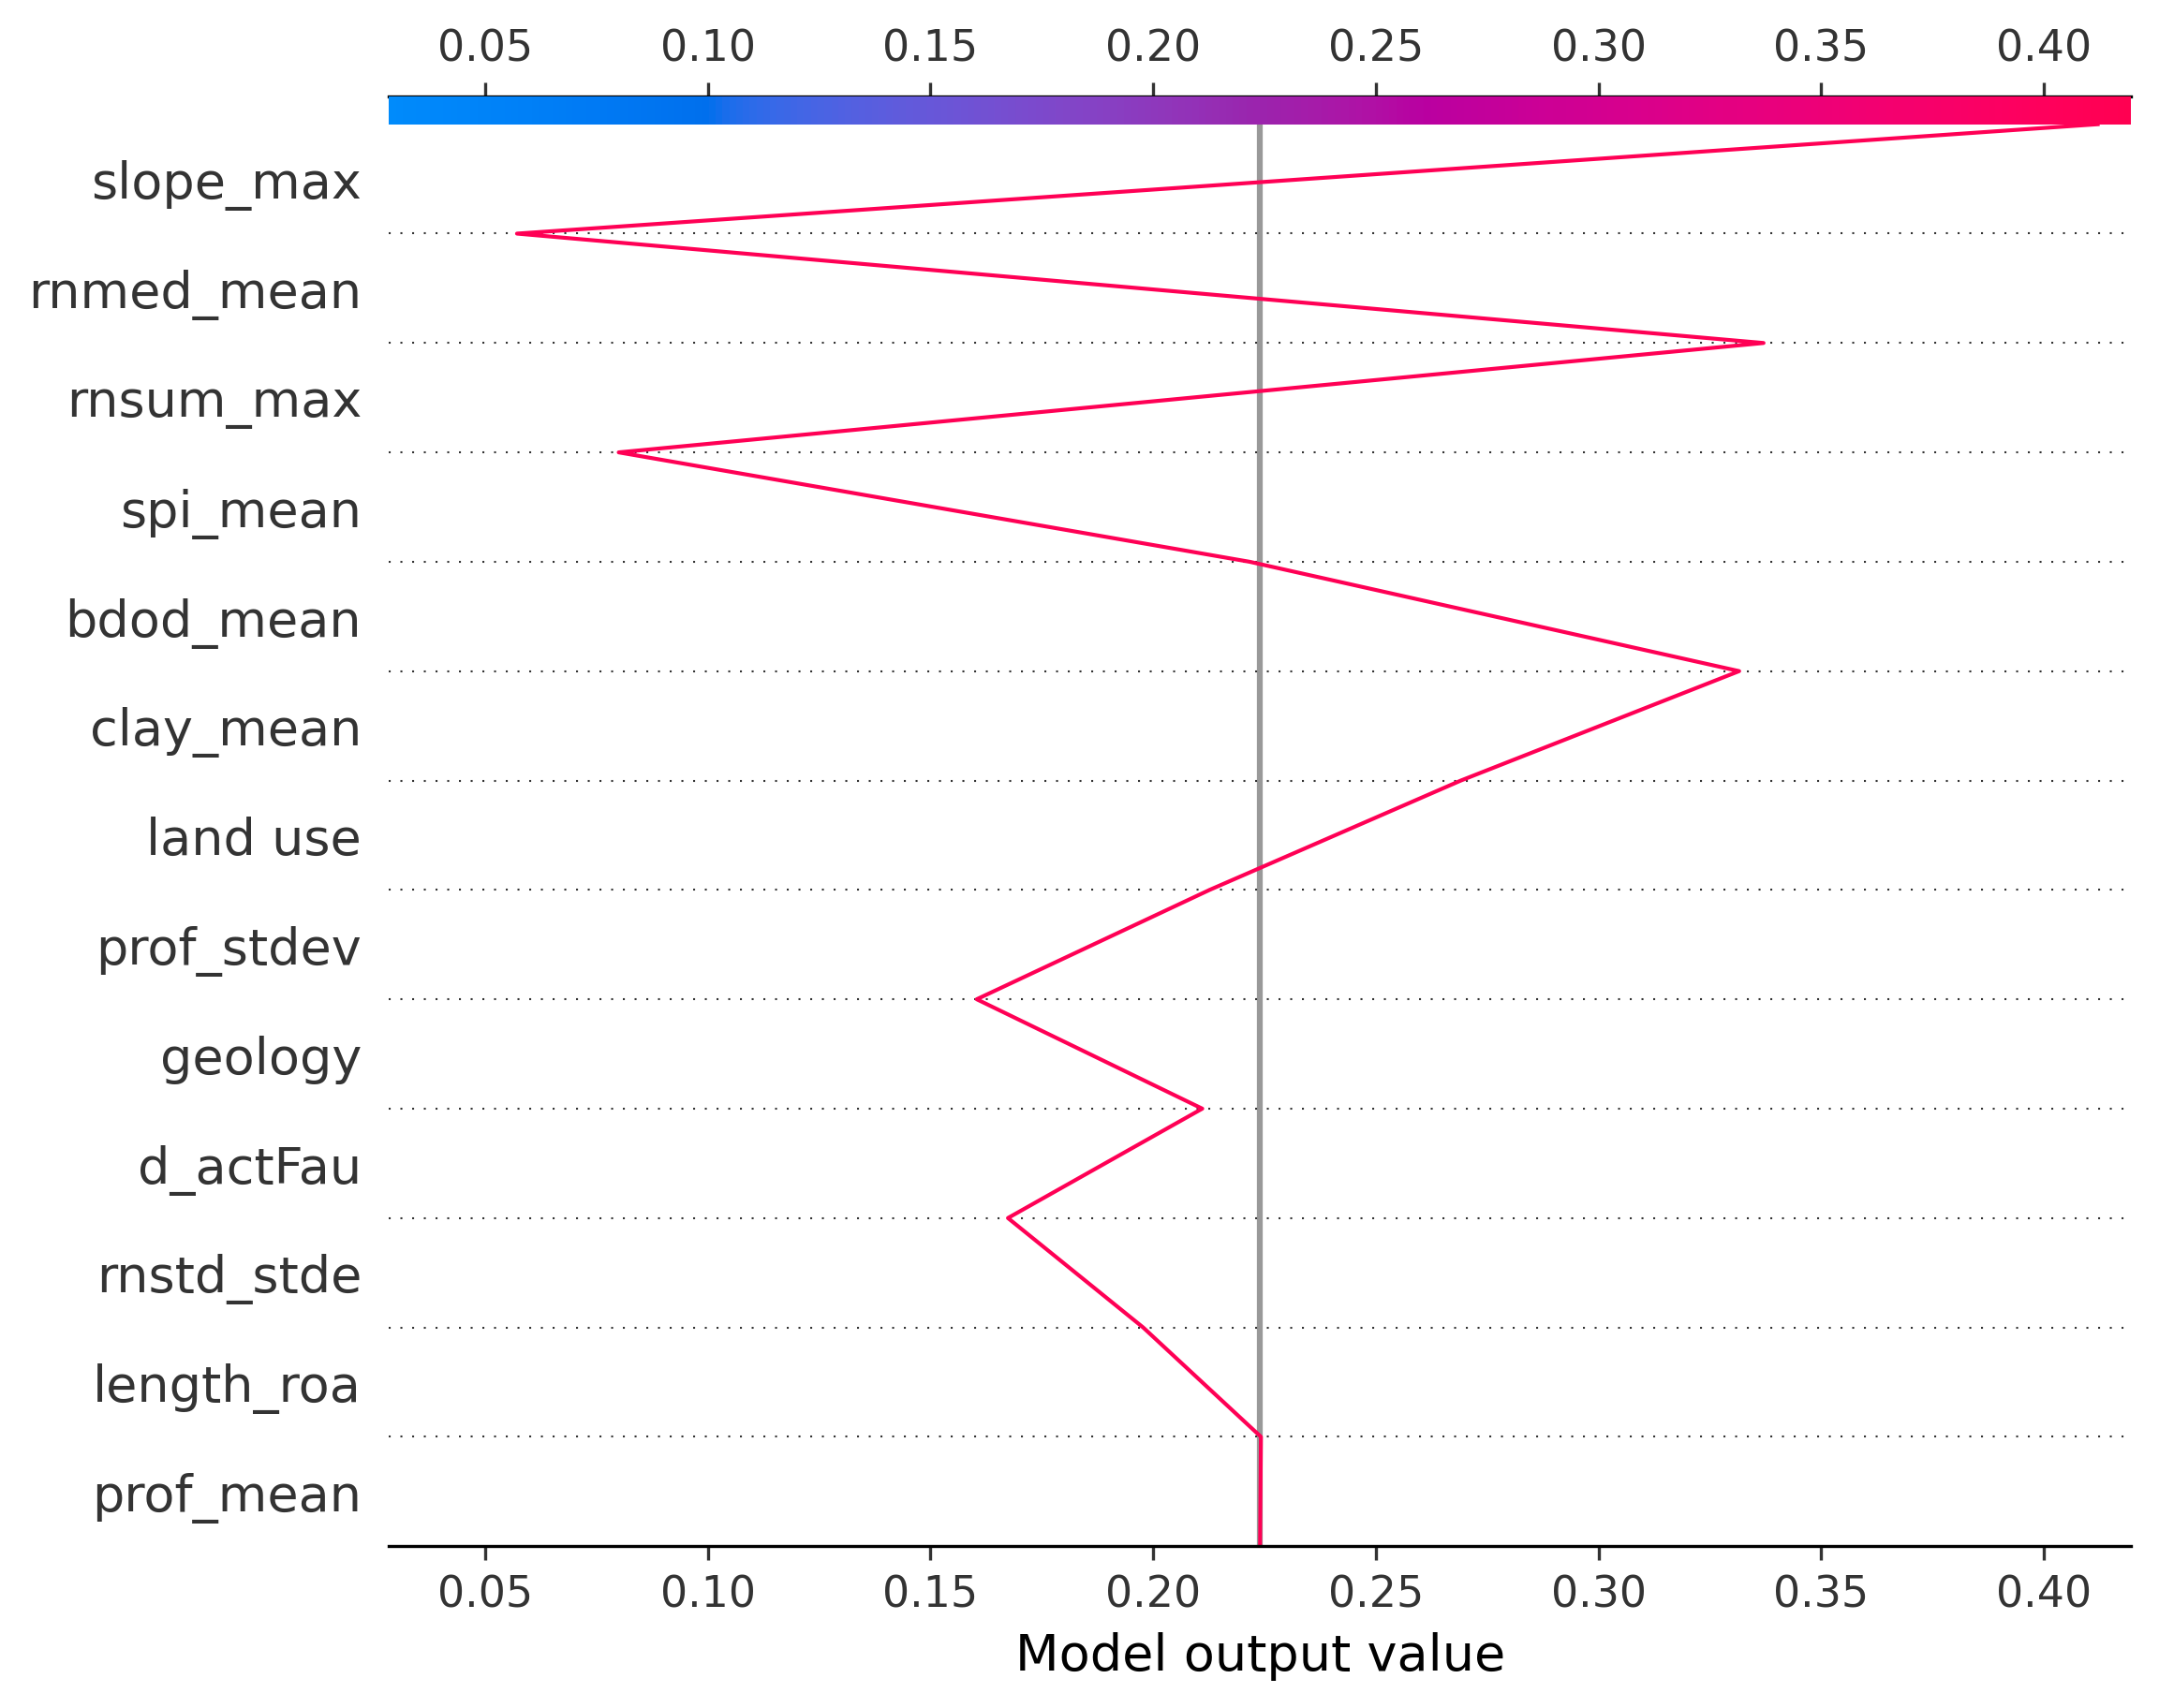 0.05 0.10 0.15 0.20 0.25 0.30 0.35 0.40
slope_max
rnmed_mean
rnsum_max
spi_mean
bdod_mean
clay_mean
land use
prof_stdev
geology
d_actFau
rnstd_stde
length_roa
prof_mean
0.05 0.10 0.15 0.20 0.25 0.30 0.35 0.40
Model output value